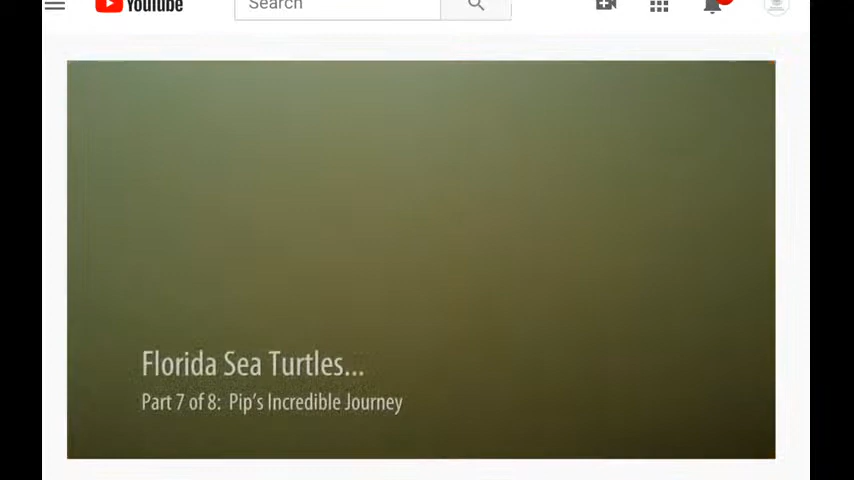 YouTube
Search
Florida Sea Turtles...
Part 7 of 8: Pip's Incredible Journey